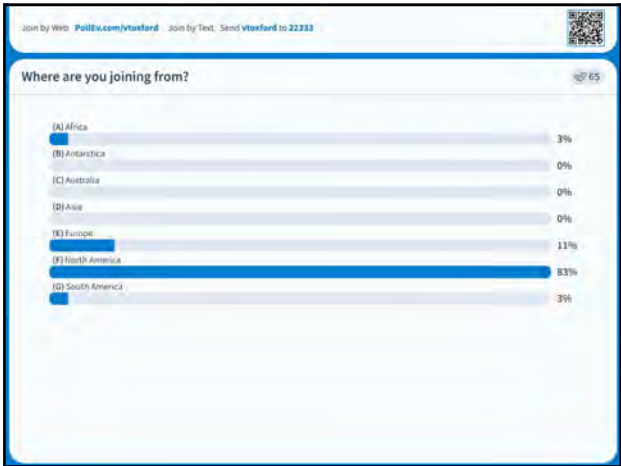 Join by Web PollEv.com/vtoxford Join by Text Send vtoxford to 22333
Where are you joining from?
65
(A) Africa
3%
(B) Antarctica
0%
(C) Australia
0%
(D) Asia
0%
(E) Europe
11%
(F) North America
83%
(G) South America
3%